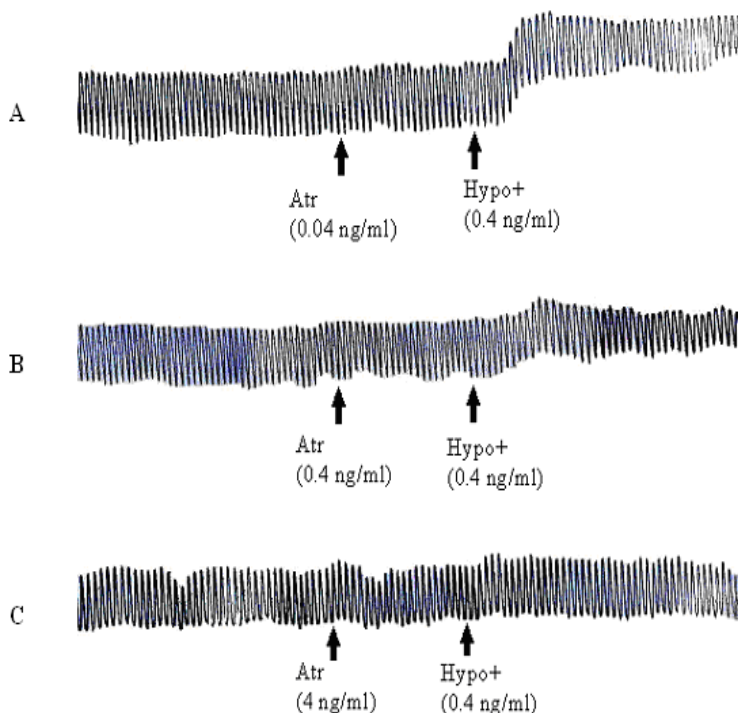 A
Atr
(0.04 ng/ml)
Hypo+
(0.4 ng/ml)
B
Atr
(0.4 ng/ml)
Hypo+
(0.4 ng/ml)
C
Atr
(4 ng/ml)
Hypo+
(0.4 ng/ml)